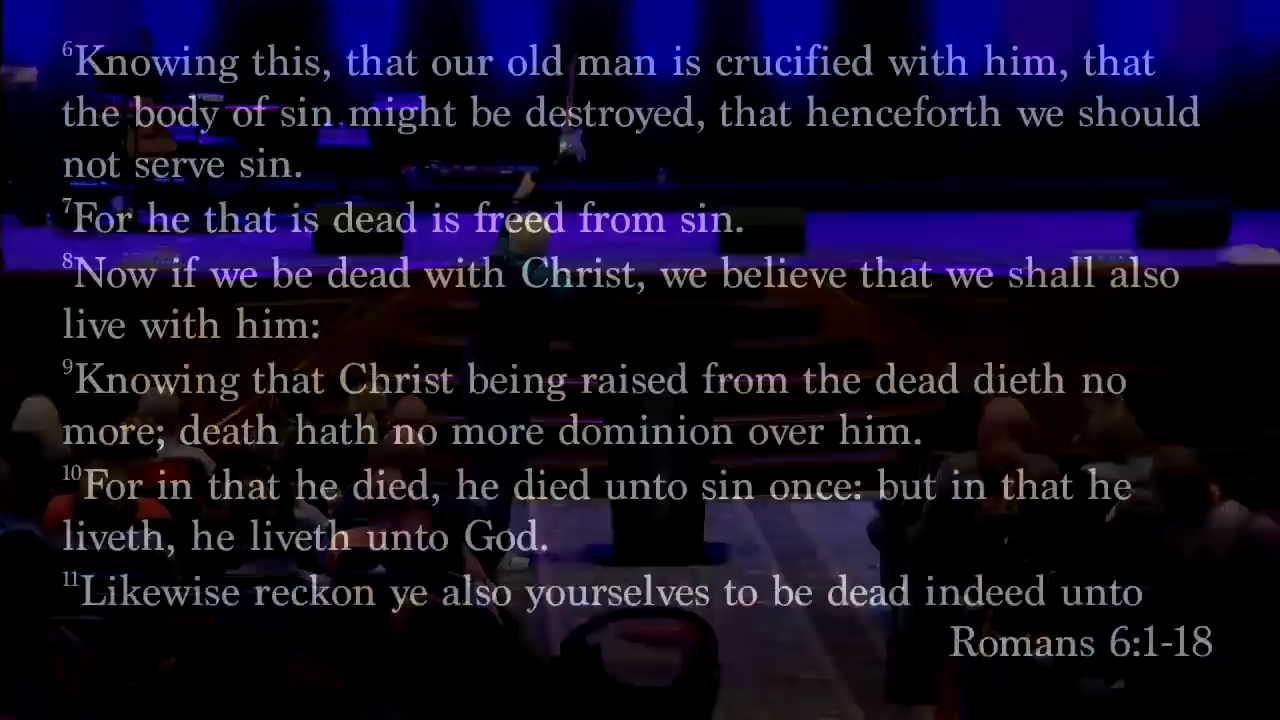 6Knowing this, that our old man is crucified with him, that
the body of sin might be destroyed, that henceforth we should
not serve sin.
7For he that is dead is freed from sin.
8Now if we be dead with Christ, we believe that we shall also
live with him:
9Knowing that Christ being raised from the dead dieth no
more; death hath no more dominion over him.
10For in that he died, he died unto sin once: but in that he
liveth, he liveth unto God.
11Likewise reckon ye also yourselves to be dead indeed unto
Romans 6:1-18